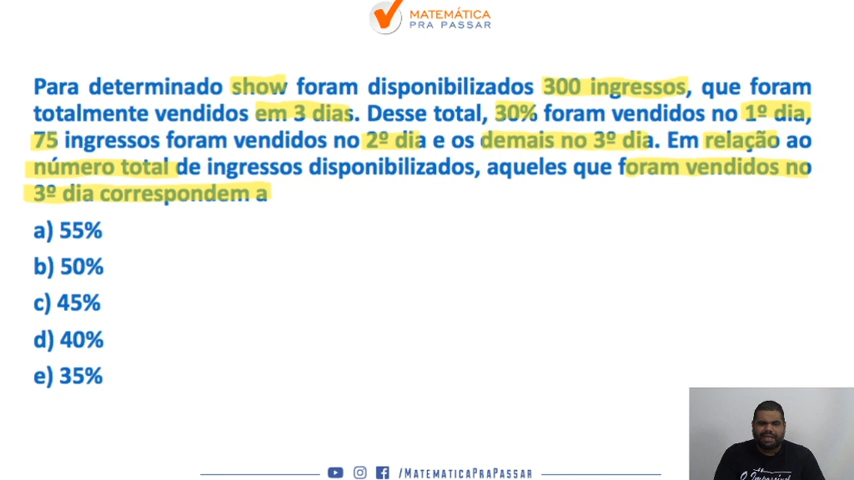 MATEMÁTICA
PRA PASSAR
Para determinado show foram disponibilizados 300 ingressos, que foram
totalmente vendidos em 3 dias. Desse total, 30% foram vendidos no 1º dia,
75 ingressos foram vendidos no 2º dia e os demais no 3º dia. Em relação ao
número total de ingressos disponibilizados, aqueles que foram vendidos no
3º dia correspondem a
a) 55%
b) 50%
c) 45%
d) 40%
e) 35%
/MATEMATICAPRAPASSAR